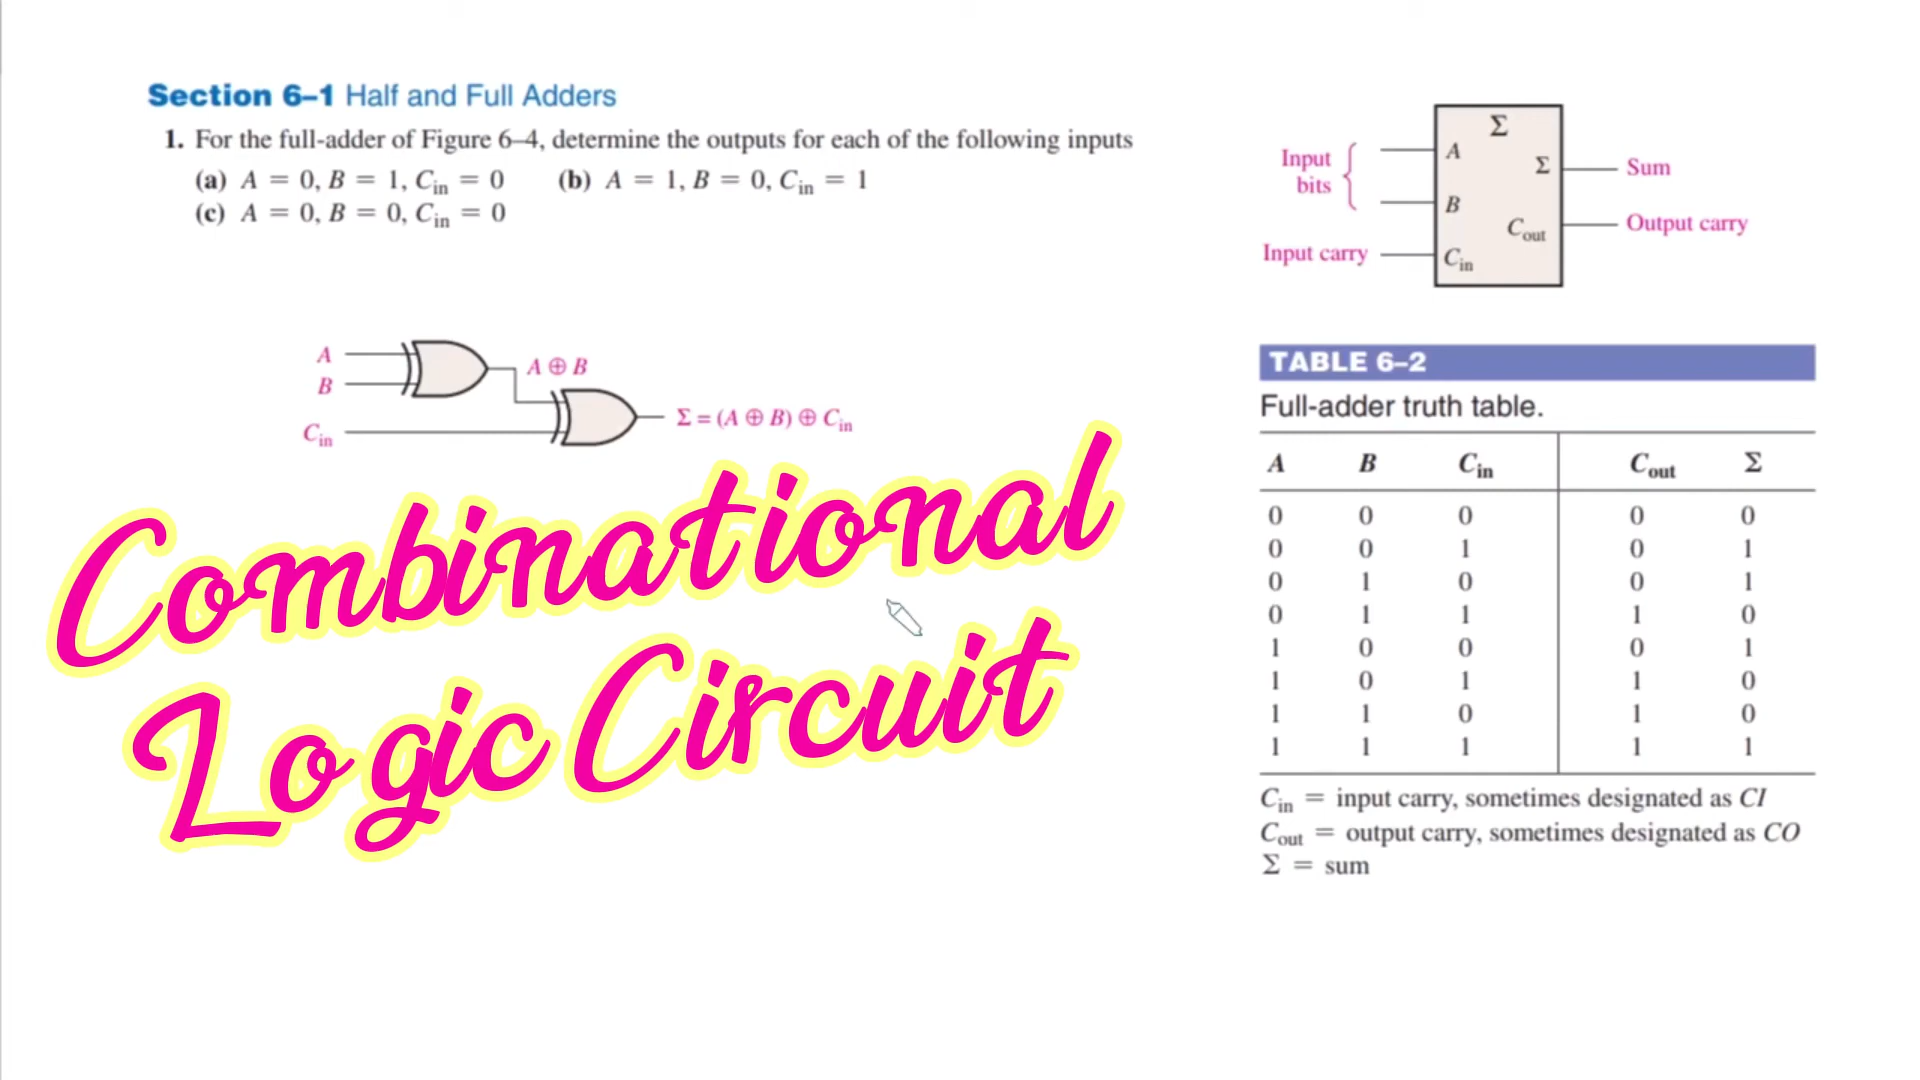 Section 6–1 Half and Full Adders
1. For the full-adder of Figure 6–4, determine the outputs for each of the following inputs
(a) A = 0, B = 1, Cin = 0 (b) A = 1, B = 0, Cin = 1
(c) A = 0, B = 0, Cin = 0
Σ
Input bits
A
B
Input carry
Cin
Σ
Sum
Cout
Output carry
A
B
Cin
A ⊕ B
Σ = (A ⊕ B) ⊕ Cin
Combinational
Logic Circuit
TABLE 6–2
Full-adder truth table.
A B Cin Cout Σ
0 0 0 0 0
0 0 1 0 1
0 1 0 0 1
0 1 1 1 0
1 0 0 0 1
1 0 1 1 0
1 1 0 1 0
1 1 1 1 1
Cin = input carry, sometimes designated as CI
Cout = output carry, sometimes designated as CO
Σ = sum